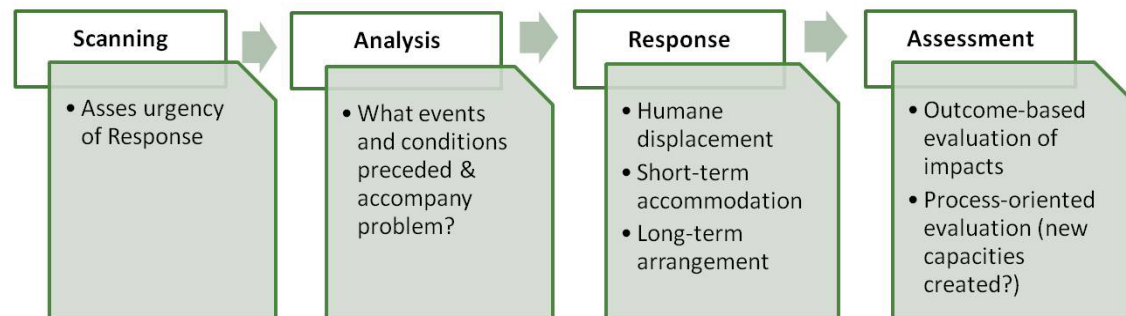 Scanning
• Asses urgency
of Response
Analysis
• What events
and conditions
preceded &
accompany
problem?
Response
• Humane
displacement
• Short-term
accommodation
• Long-term
arrangement
Assessment
• Outcome-based
evaluation of
impacts
• Process-oriented
evaluation (new
capacities
created?)